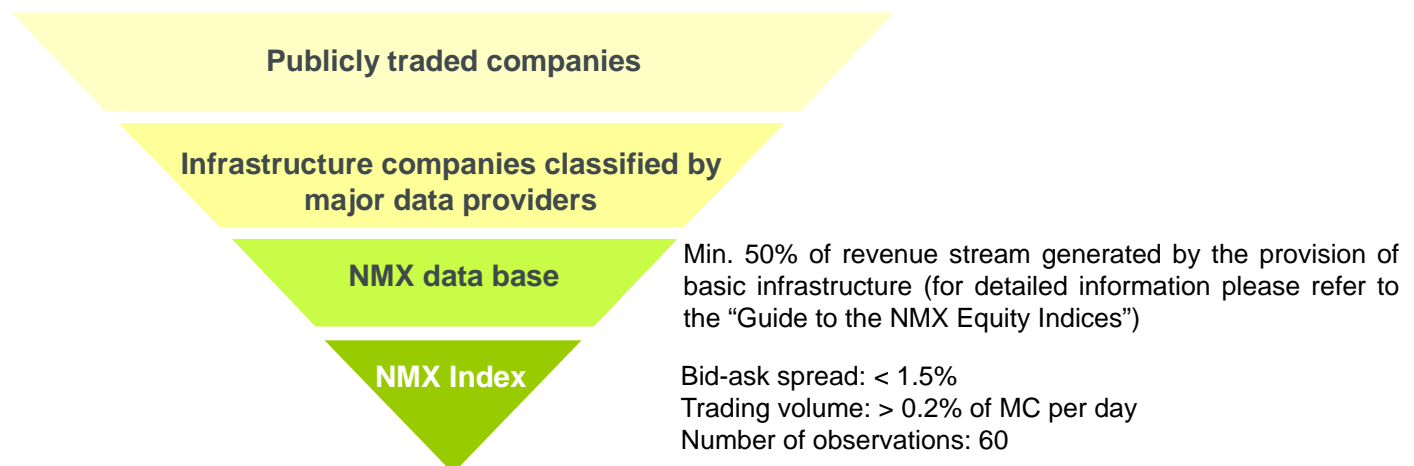 Publicly traded companies
Infrastructure companies classified by
major data providers
NMX data base
Min. 50% of revenue stream generated by the provision of
basic infrastructure (for detailed information please refer to
the “Guide to the NMX Equity Indices”)
NMX Index
Bid-ask spread: < 1.5%
Trading volume: > 0.2% of MC per day
Number of observations: 60